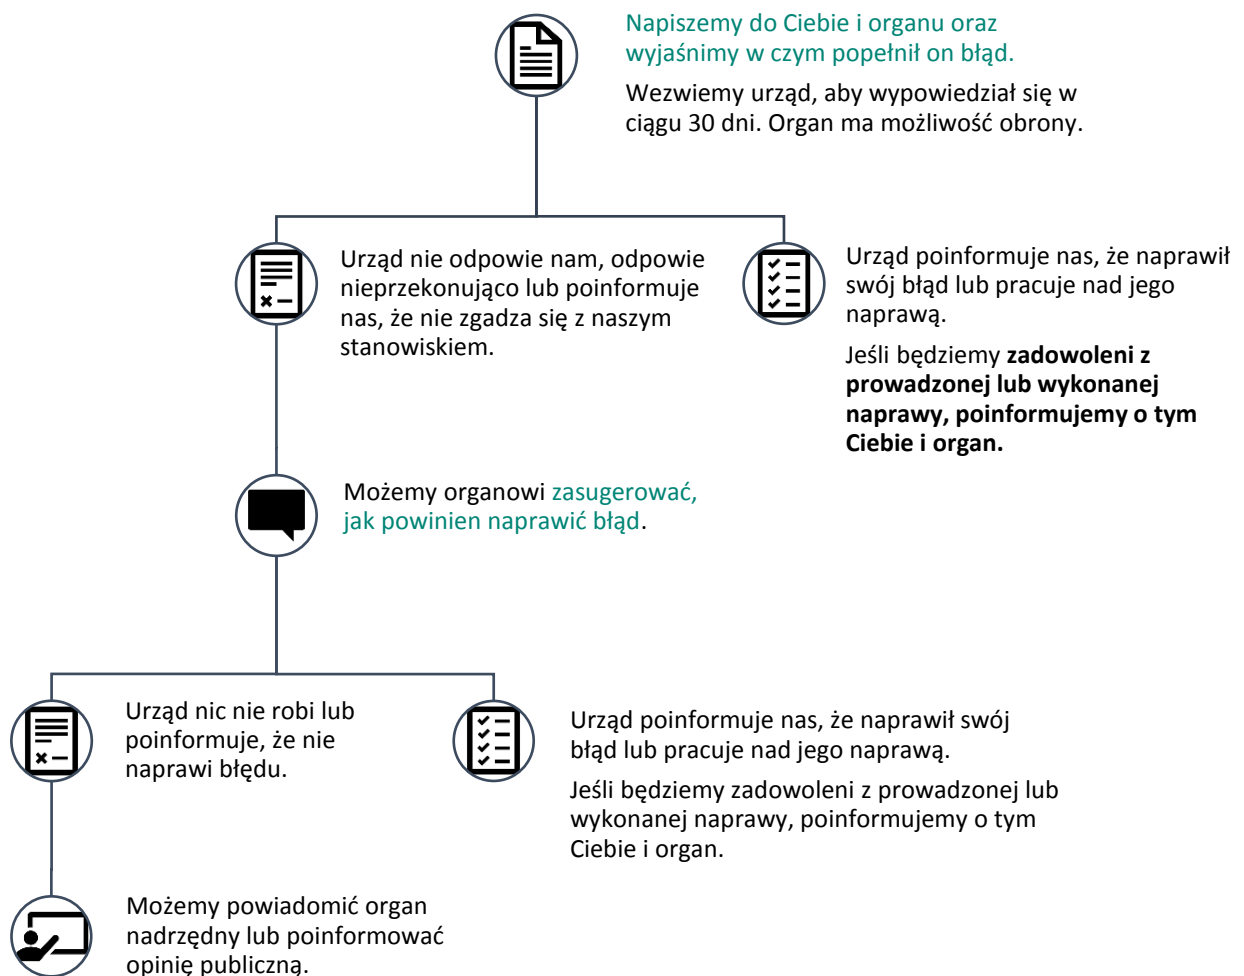 Napiszemy do Ciebie i organu oraz
wyjaśnimy w czym popełnił on błąd.
Wezwiemy urząd, aby wypowiedział się w
ciągu 30 dni. Organ ma możliwość obrony.
Urząd nie odpowie nam, odpowie
nieprzekonująco lub poinformuje
nas, że nie zgadza się z naszym
stanowiskiem.
Urząd poinformuje nas, że naprawił
swój błąd lub pracuje nad jego
naprawą.
Jeśli będziemy zadowoleni z
prowadzonej lub wykonanej
naprawy, poinformujemy o tym
Ciebie i organ.
Możemy organowi zasugerować,
jak powinien naprawić błąd.
Urząd nic nie robi lub
poinformuje, że nie
naprawi błędu.
Urząd poinformuje nas, że naprawił swój
błąd lub pracuje nad jego naprawą.
Jeśli będziemy zadowoleni z prowadzonej lub
wykonanej naprawy, poinformujemy o tym
Ciebie i organ.
Możemy powiadomić organ
nadrzędny lub poinformować
opinię publiczną.